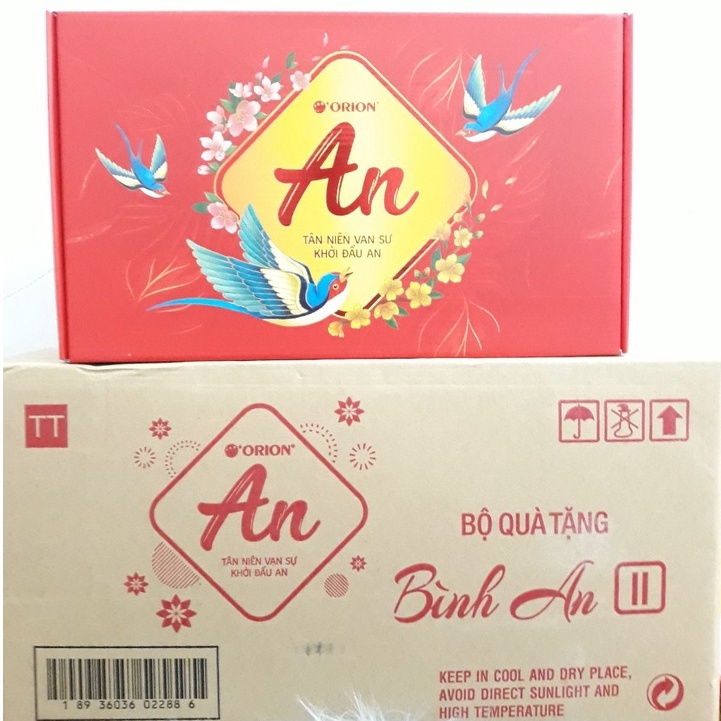 ORION
An
TÂN NIÊN VẠN SỰ
KHỞI ĐẦU AN
TT
ORION
An
TÂN NIÊN VẠN SỰ
KHỞI ĐẦU AN
BỘ QUÀ TẶNG
Bình An II
1 89 36036 02288 6
KEEP IN COOL AND DRY PLACE,
AVOID DIRECT SUNLIGHT AND
HIGH TEMPERATURE